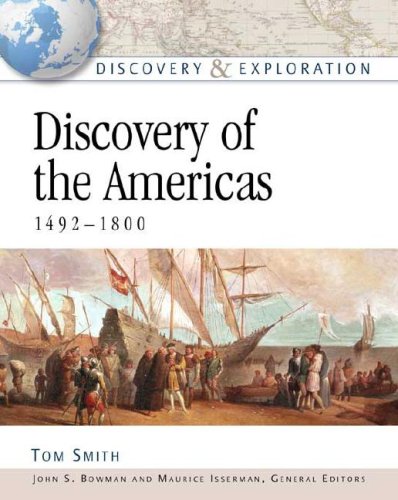 DISCOVERY & EXPLORATION
Discovery of
the Americas
1492–1800
TOM SMITH
JOHN S. BOWMAN AND MAURICE ISSERMAN, GENERAL EDITORS